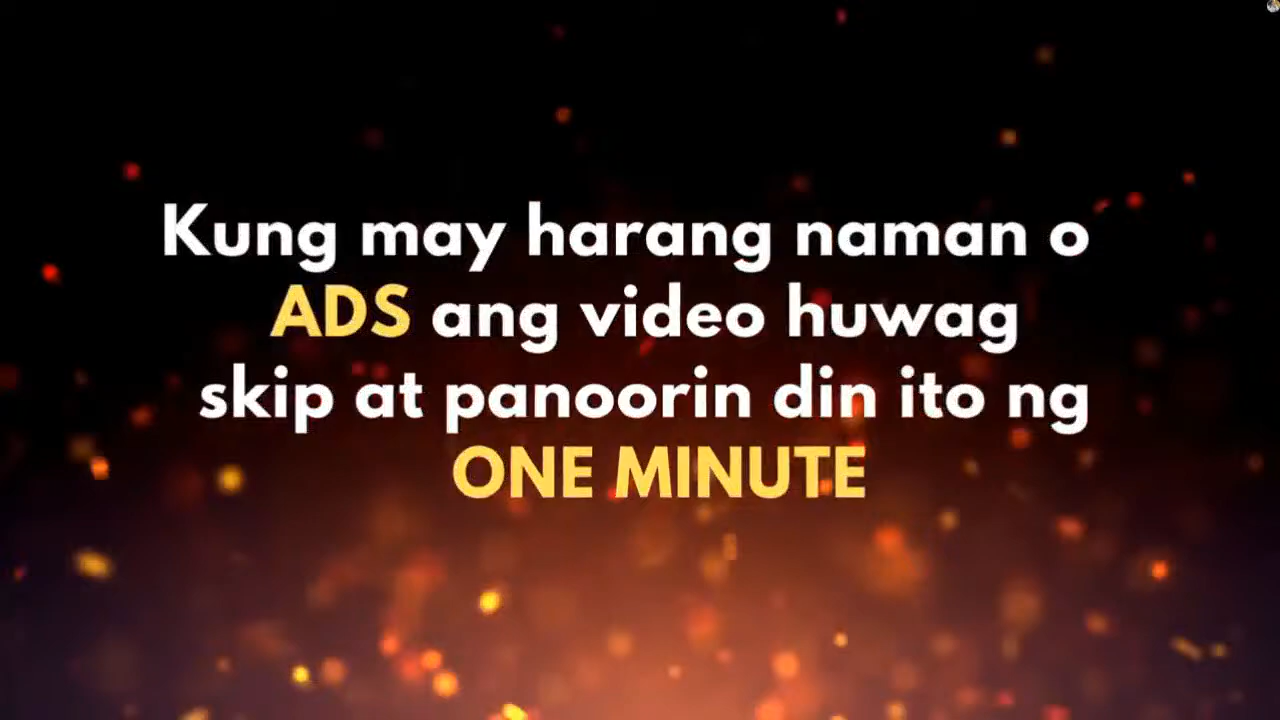 Kung may harang naman o
ADS ang video huwag
skip at panoorin din ito ng
ONE MINUTE